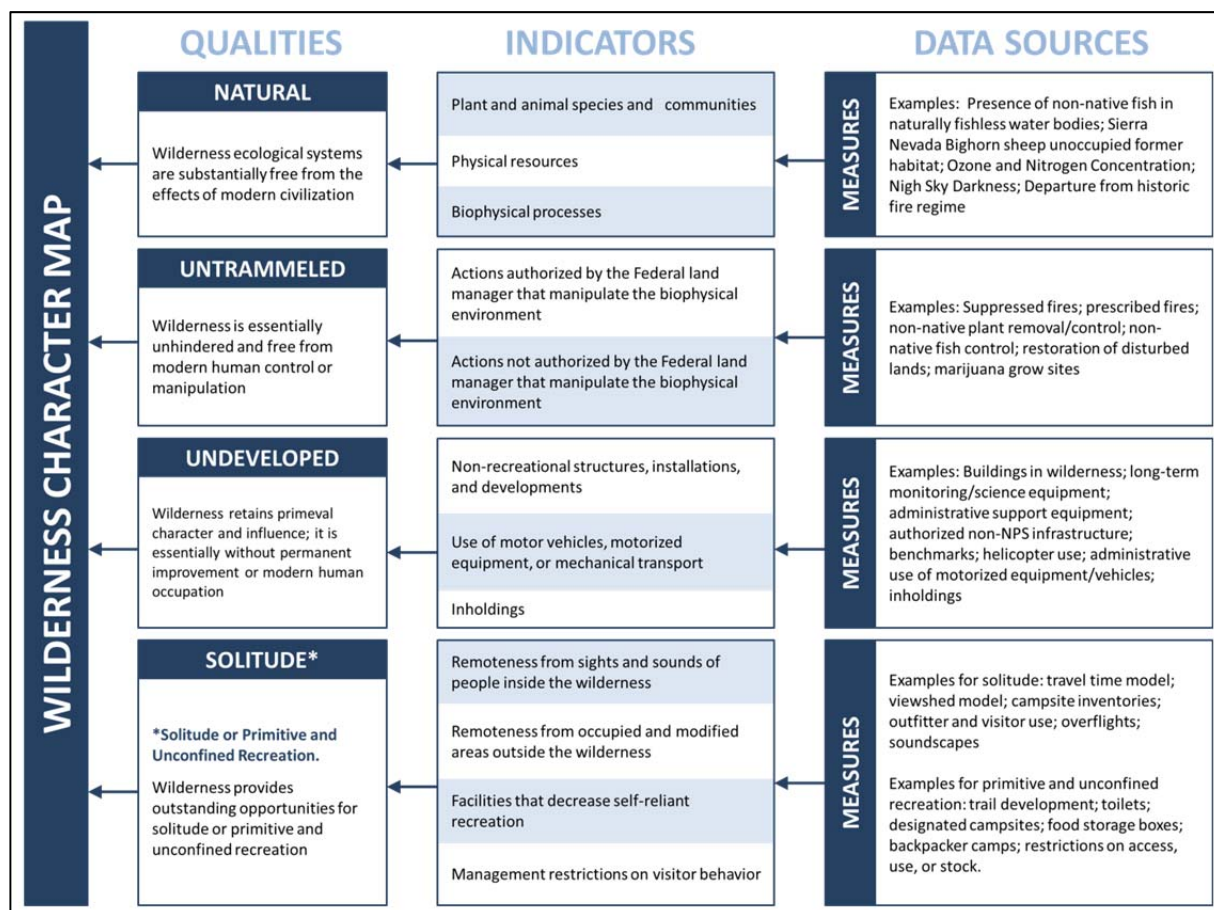 WILDERNESS CHARACTER MAP
QUALITIES
INDICATORS
DATA SOURCES
NATURAL
Wilderness ecological systems
are substantially free from the
effects of modern civilization
Plant and animal species and communities
Physical resources
Biophysical processes
MEASURES
Examples: Presence of non-native fish in
naturally fishless water bodies; Sierra
Nevada Bighorn sheep unoccupied former
habitat; Ozone and Nitrogen Concentration;
Nigh Sky Darkness; Departure from historic
fire regime
UNTRAMMELED
Wilderness is essentially
unhindered and free from
modern human control or
manipulation
Actions authorized by the Federal land
manager that manipulate the biophysical
environment
Actions not authorized by the Federal land
manager that manipulate the biophysical
environment
MEASURES
Examples: Suppressed fires; prescribed fires;
non-native plant removal/control; non-
native fish control; restoration of disturbed
lands; marijuana grow sites
UNDEVELOPED
Wilderness retains primeval
character and influence; it is
essentially without permanent
improvement or modern human
occupation
Non-recreational structures, installations,
and developments
Use of motor vehicles, motorized
equipment, or mechanical transport
Inholdings
MEASURES
Examples: Buildings in wilderness; long-term
monitoring/science equipment;
administrative support equipment;
authorized non-NPS infrastructure;
benchmarks; helicopter use; administrative
use of motorized equipment/vehicles;
inholdings
SOLITUDE*
*Solitude or Primitive and
Unconfined Recreation.
Wilderness provides
outstanding opportunities for
solitude or primitive and
unconfined recreation
Remoteness from sights and sounds of
people inside the wilderness
Remoteness from occupied and modified
areas outside the wilderness
Facilities that decrease self-reliant
recreation
Management restrictions on visitor behavior
MEASURES
Examples for solitude: travel time model;
viewshed model; campsite inventories;
outfitter and visitor use; overflights;
soundscapes
Examples for primitive and unconfined
recreation: trail development; toilets;
designated campsites; food storage boxes;
backpacker camps; restrictions on access,
use, or stock.